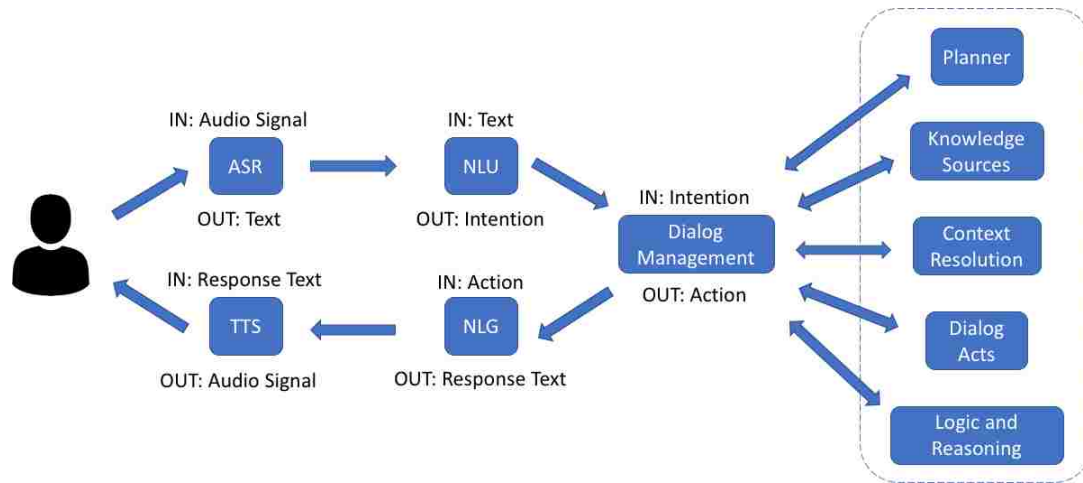 IN: Audio Signal
ASR
OUT: Text
IN: Text
NLU
OUT: Intention
IN: Intention
Dialog
Management
OUT: Action
IN: Response Text
TTS
OUT: Audio Signal
IN: Action
NLG
OUT: Response Text
Planner
Knowledge
Sources
Context
Resolution
Dialog
Acts
Logic and
Reasoning